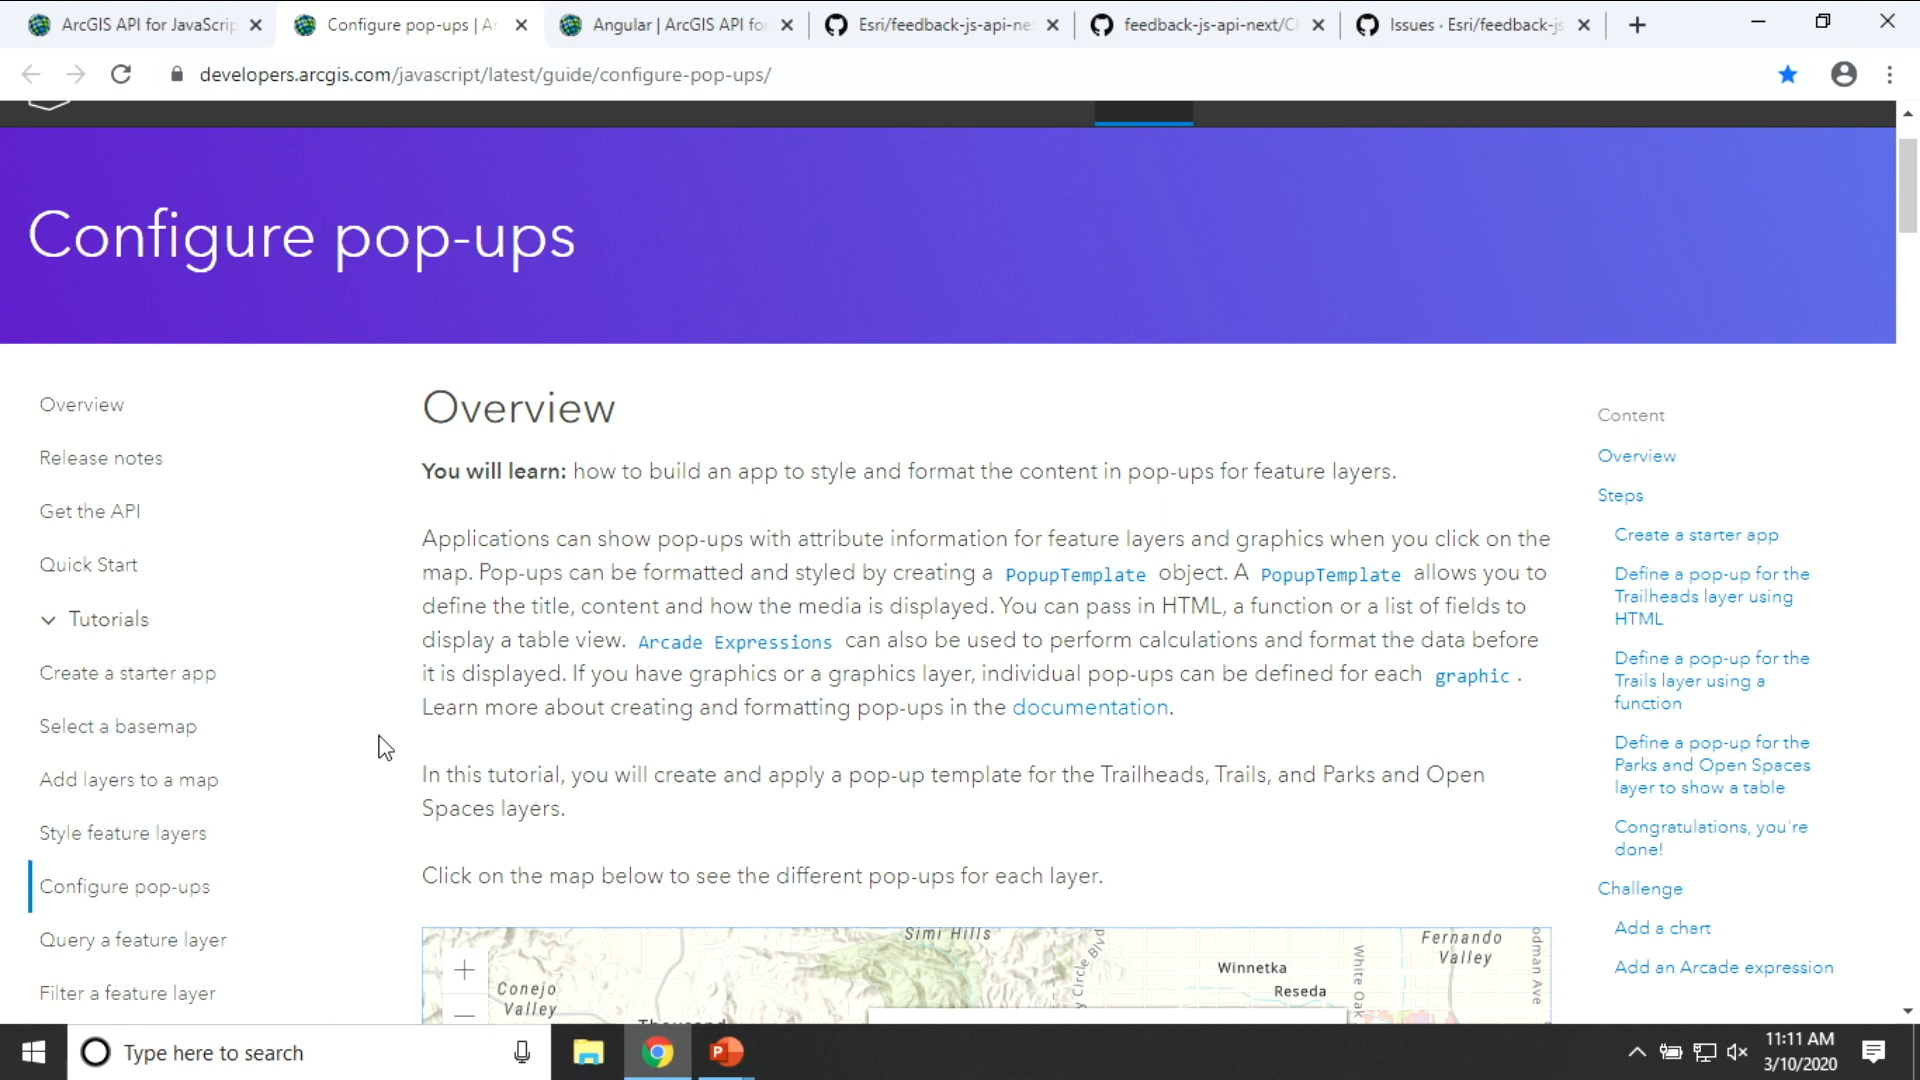 ArcGIS API for JavaScrip
Configure pop-ups | Ar
Angular | ArcGIS API for
Esri/feedback-js-api-ne
feedback-js-api-next/Cl
Issues · Esri/feedback-js
developers.arcgis.com/javascript/latest/guide/configure-pop-ups/
Configure pop-ups
Overview
Release notes
Get the API
Quick Start
Tutorials
Create a starter app
Select a basemap
Add layers to a map
Style feature layers
Configure pop-ups
Query a feature layer
Filter a feature layer
Overview
You will learn: how to build an app to style and format the content in pop-ups for feature layers.
Applications can show pop-ups with attribute information for feature layers and graphics when you click on the
map. Pop-ups can be formatted and styled by creating a PopupTemplate object. A PopupTemplate allows you to
define the title, content and how the media is displayed. You can pass in HTML, a function or a list of fields to
display a table view. Arcade Expressions can also be used to perform calculations and format the data before
it is displayed. If you have graphics or a graphics layer, individual pop-ups can be defined for each graphic.
Learn more about creating and formatting pop-ups in the documentation.
In this tutorial, you will create and apply a pop-up template for the Trailheads, Trails, and Parks and Open
Spaces layers.
Click on the map below to see the different pop-ups for each layer.
Simi Hills
Conejo
Valley
Winnetka
Reseda
Fernando
Valley
White Oak
Content
Overview
Steps
Create a starter app
Define a pop-up for the
Trailheads layer using
HTML
Define a pop-up for the
Trails layer using a
function
Define a pop-up for the
Parks and Open Spaces
layer to show a table
Congratulations, you're
done!
Challenge
Add a chart
Add an Arcade expression
Type here to search
11:11 AM
3/10/2020